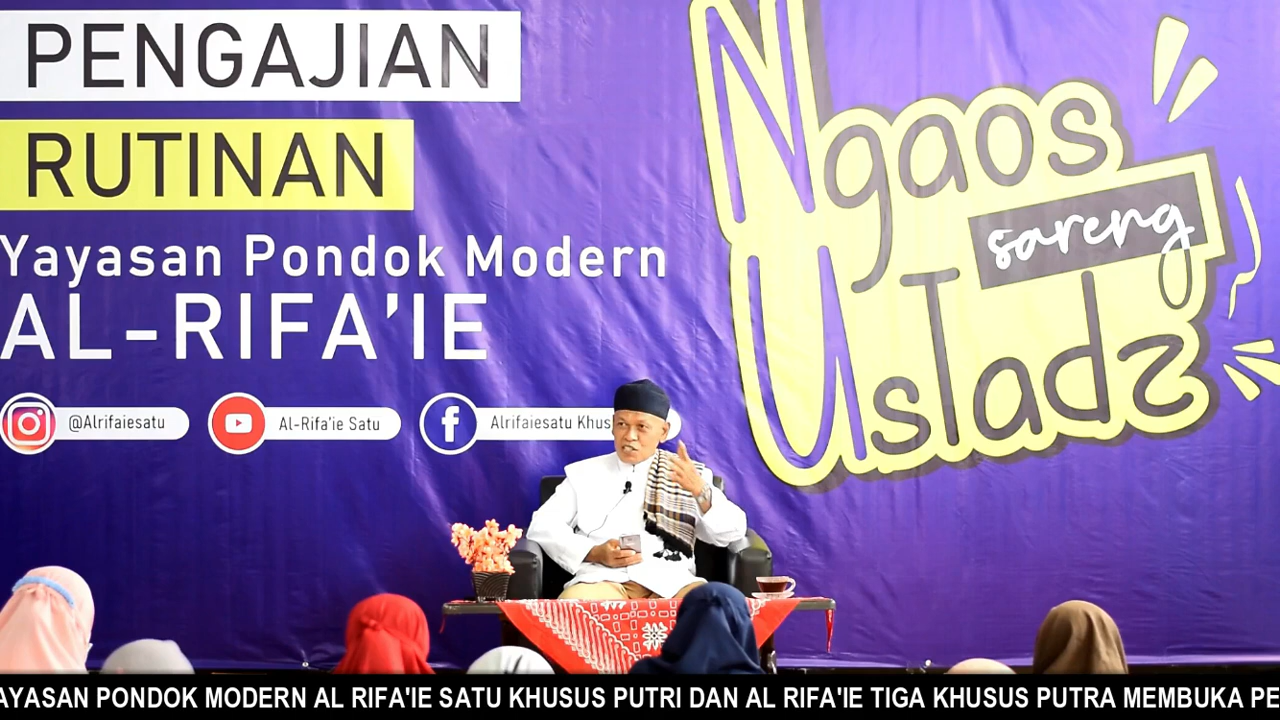 PENGAJIAN
RUTINAN
Yayasan Pondok Modern
AL-RIFA'IE
@Alrifaiesatu
Al-Rifa'ie Satu
Alrifaiesatu Khus
Ngaos
sareng
Ustadz
AYASAN PONDOK MODERN AL RIFA'IE SATU KHUSUS PUTRI DAN AL RIFA'IE TIGA KHUSUS PUTRA MEMBUKA PE